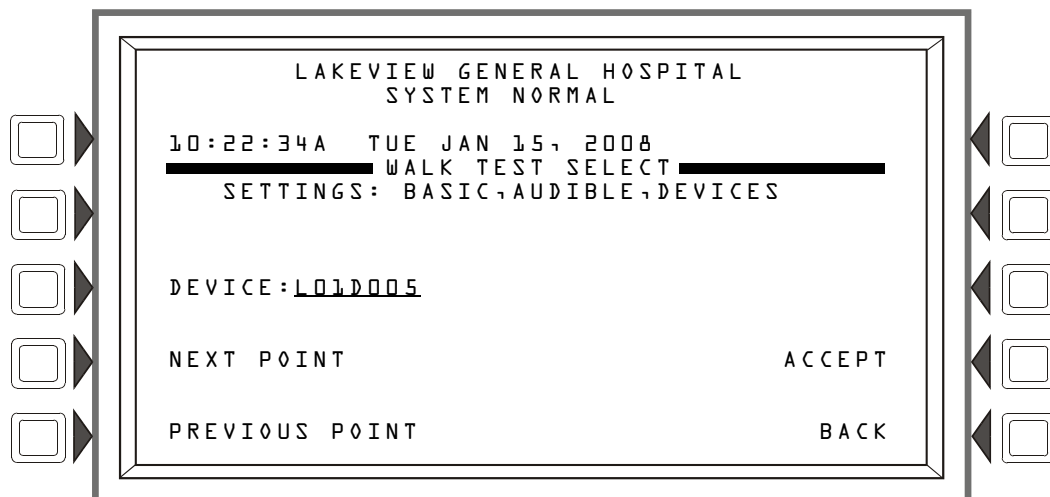 LAKEVIEW GENERAL HOSPITAL
SYSTEM NORMAL
10:22:34A TUE JAN 15, 2008
WALK TEST SELECT
SETTINGS: BASIC,AUDIBLE,DEVICES
DEVICE:L01D005
NEXT POINT
ACCEPT
PREVIOUS POINT
BACK